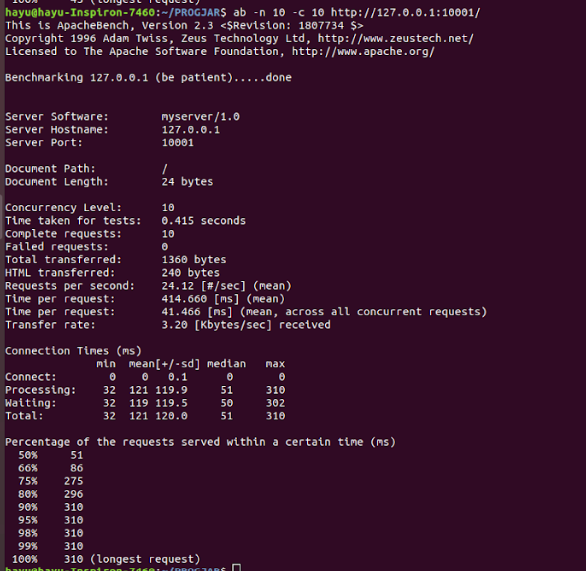 100%     43 (longest request)
hayu@hayu-Inspiron-7460:~/PROGJAR$ ab -n 10 -c 10 http://127.0.0.1:10001/
This is ApacheBench, Version 2.3 <$Revision: 1807734 $>
Copyright 1996 Adam Twiss, Zeus Technology Ltd, http://www.zeustech.net/
Licensed to The Apache Software Foundation, http://www.apache.org/
Benchmarking 127.0.0.1 (be patient).....done
Server Software:        myserver/1.0
Server Hostname:        127.0.0.1
Server Port:            10001
Document Path:          /
Document Length:        24 bytes
Concurrency Level:      10
Time taken for tests:   0.415 seconds
Complete requests:      10
Failed requests:        0
Total transferred:      1360 bytes
HTML transferred:       240 bytes
Requests per second:    24.12 [#/sec] (mean)
Time per request:       414.660 [ms] (mean)
Time per request:       41.466 [ms] (mean, across all concurrent requests)
Transfer rate:          3.20 [Kbytes/sec] received
Connection Times (ms)
              min  mean[+/-sd] median   max
Connect:        0    0   0.1      0       0
Processing:    32  121 119.9     51     310
Waiting:       32  119 119.5     50     302
Total:         32  121 120.0     51     310
Percentage of the requests served within a certain time (ms)
  50%     51
  66%     86
  75%    275
  80%    296
  90%    310
  95%    310
  98%    310
  99%    310
 100%    310 (longest request)
hayu@hayu-Inspiron-7460:~/PROGJAR$